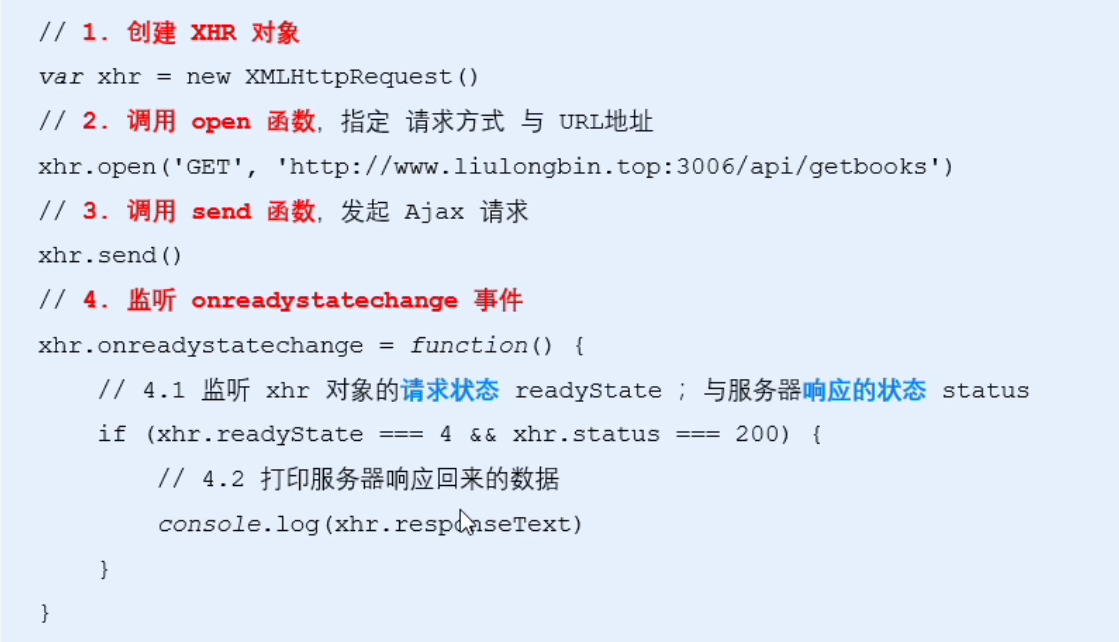 // 1. 创建 XHR 对象
var xhr = new XMLHttpRequest()
// 2. 调用 open 函数，指定 请求方式 与 URL地址
xhr.open('GET', 'http://www.liulongbin.top:3006/api/getbooks')
// 3. 调用 send 函数，发起 Ajax 请求
xhr.send()
// 4. 监听 onreadystatechange 事件
xhr.onreadystatechange = function() {
    // 4.1 监听 xhr 对象的请求状态 readyState ；与服务器响应的状态 status
    if (xhr.readyState === 4 && xhr.status === 200) {
        // 4.2 打印服务器响应回来的数据
        console.log(xhr.responseText)
    }
}